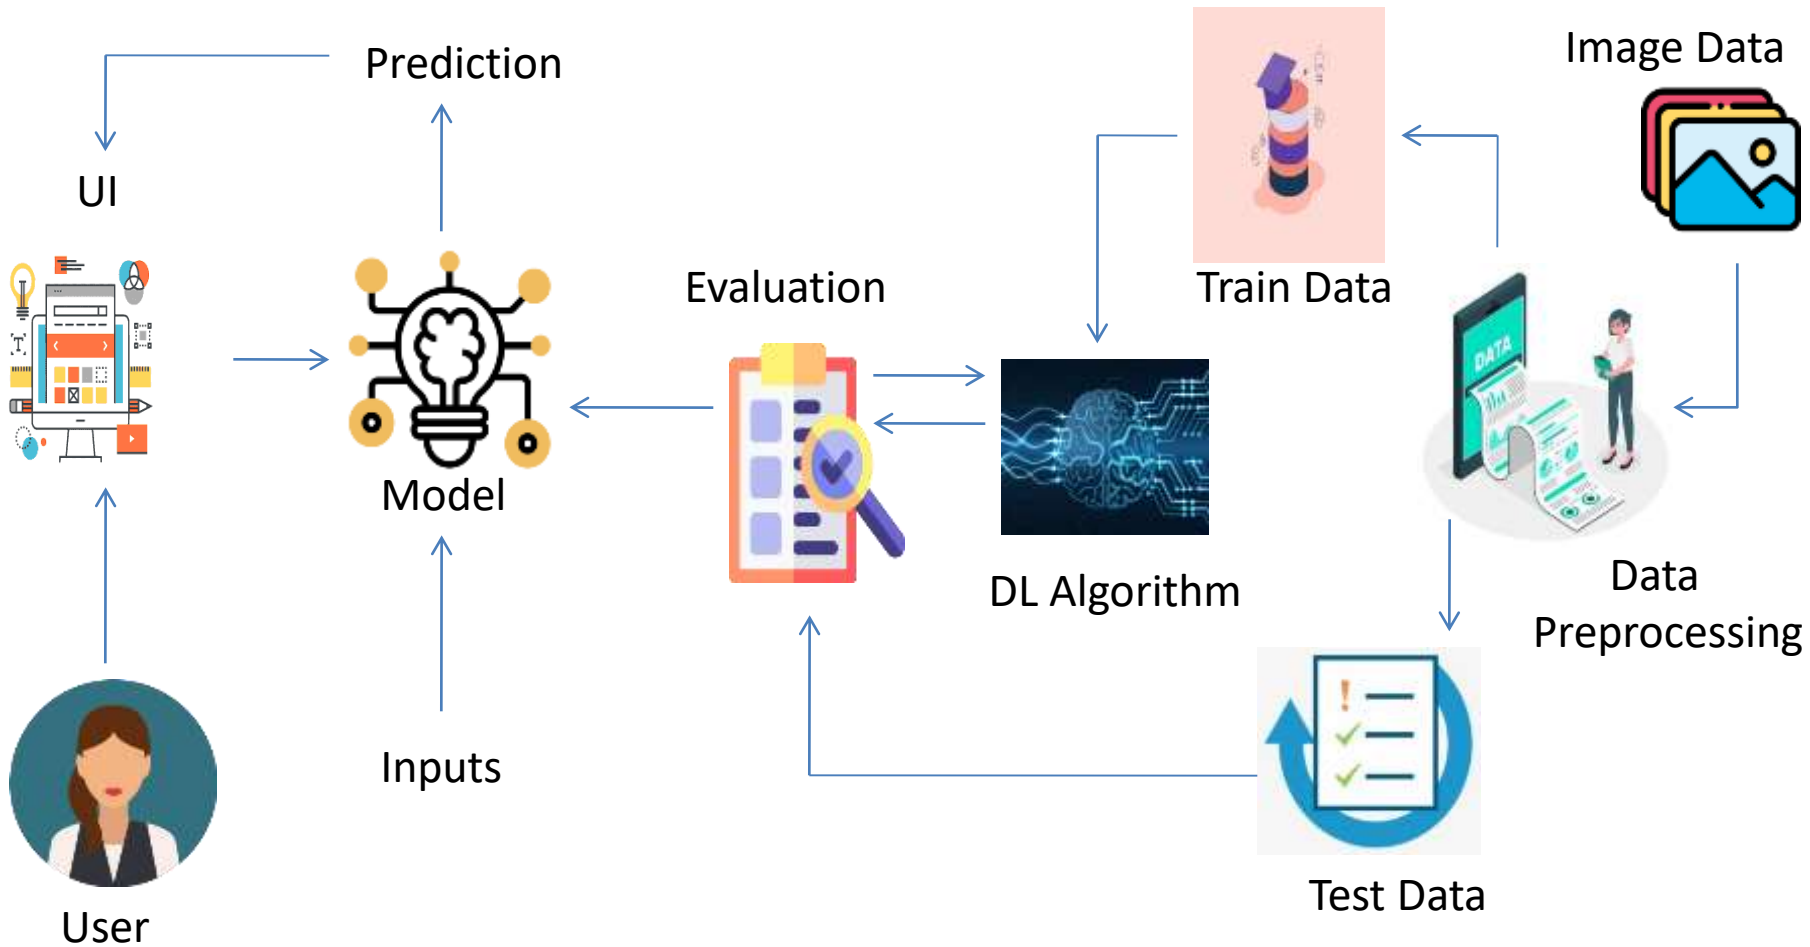 Prediction
Image Data
UI
Evaluation
Train Data
DATA
T
Model
DL Algorithm
Data
Preprocessing
Inputs
Test Data
User